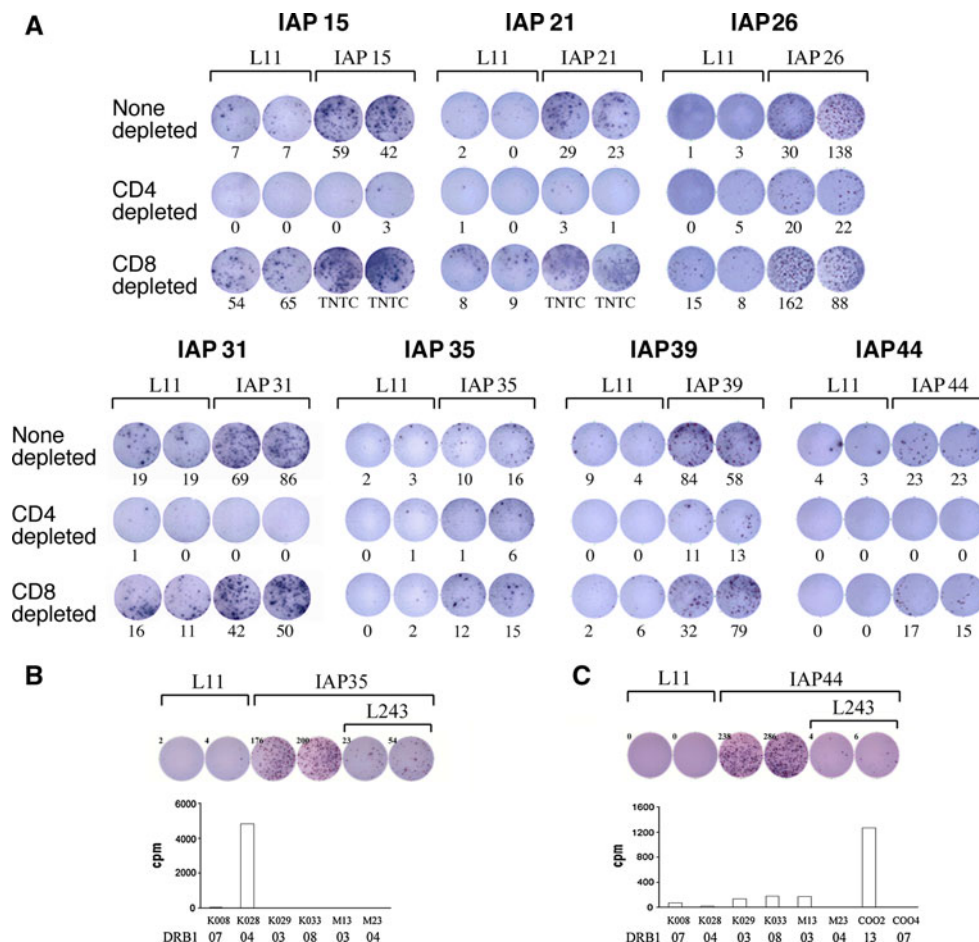 A
IAP 15 IAP 21 IAP26
L11 IAP 15 L11 IAP 21 L11 IAP 26
None depleted
7 7 59 42 2 0 29 23 1 3 30 138
CD4 depleted
0 0 0 3 1 0 3 1 0 5 20 22
CD8 depleted
54 65 TNTC TNTC 8 9 TNTC TNTC 15 8 162 88
IAP 31 IAP 35 IAP39 IAP44
L11 IAP 31 L11 IAP 35 L11 IAP 39 L11 IAP 44
None depleted
19 19 69 86 2 3 10 16 9 4 84 58 4 3 23 23
CD4 depleted
1 0 0 0 0 1 1 6 0 0 11 13 0 0 0 0
CD8 depleted
16 11 42 50 0 2 12 15 2 6 32 79 0 0 17 15
B
L11 IAP35
L243
2 4 176 200 23 54
6000
4000
2000
0
cpm
K008 K028 K029 K033 M13 M23
DRB1 07 04 03 08 03 04
C
L11 IAP44
L243
0 0 238 286 4 6
1600
1200
800
400
0
cpm
K008 K028 K029 K033 M13 M23 COO2 COO4
DRB1 07 04 03 08 03 04 13 07